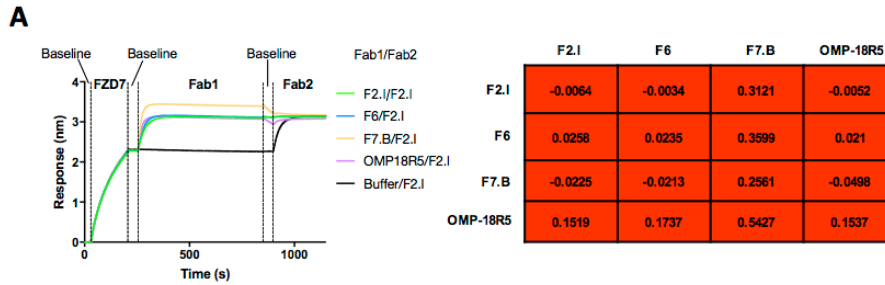 A
Baseline Baseline Baseline Fab1/Fab2
FZD7 Fab1 Fab2
F2.I/F2.I
F6/F2.I
F7.B/F2.I
OMP18R5/F2.I
Buffer/F2.I
Response (nm)
4
3
2
1
0
0 500 1000
Time (s)
F2.I F6 F7.B OMP-18R5
F2.I -0.0064 -0.0034 0.3121 -0.0052
F6 0.0258 0.0235 0.3599 0.021
F7.B -0.0225 -0.0213 0.2561 -0.0498
OMP-18R5 0.1519 0.1737 0.5427 0.1537